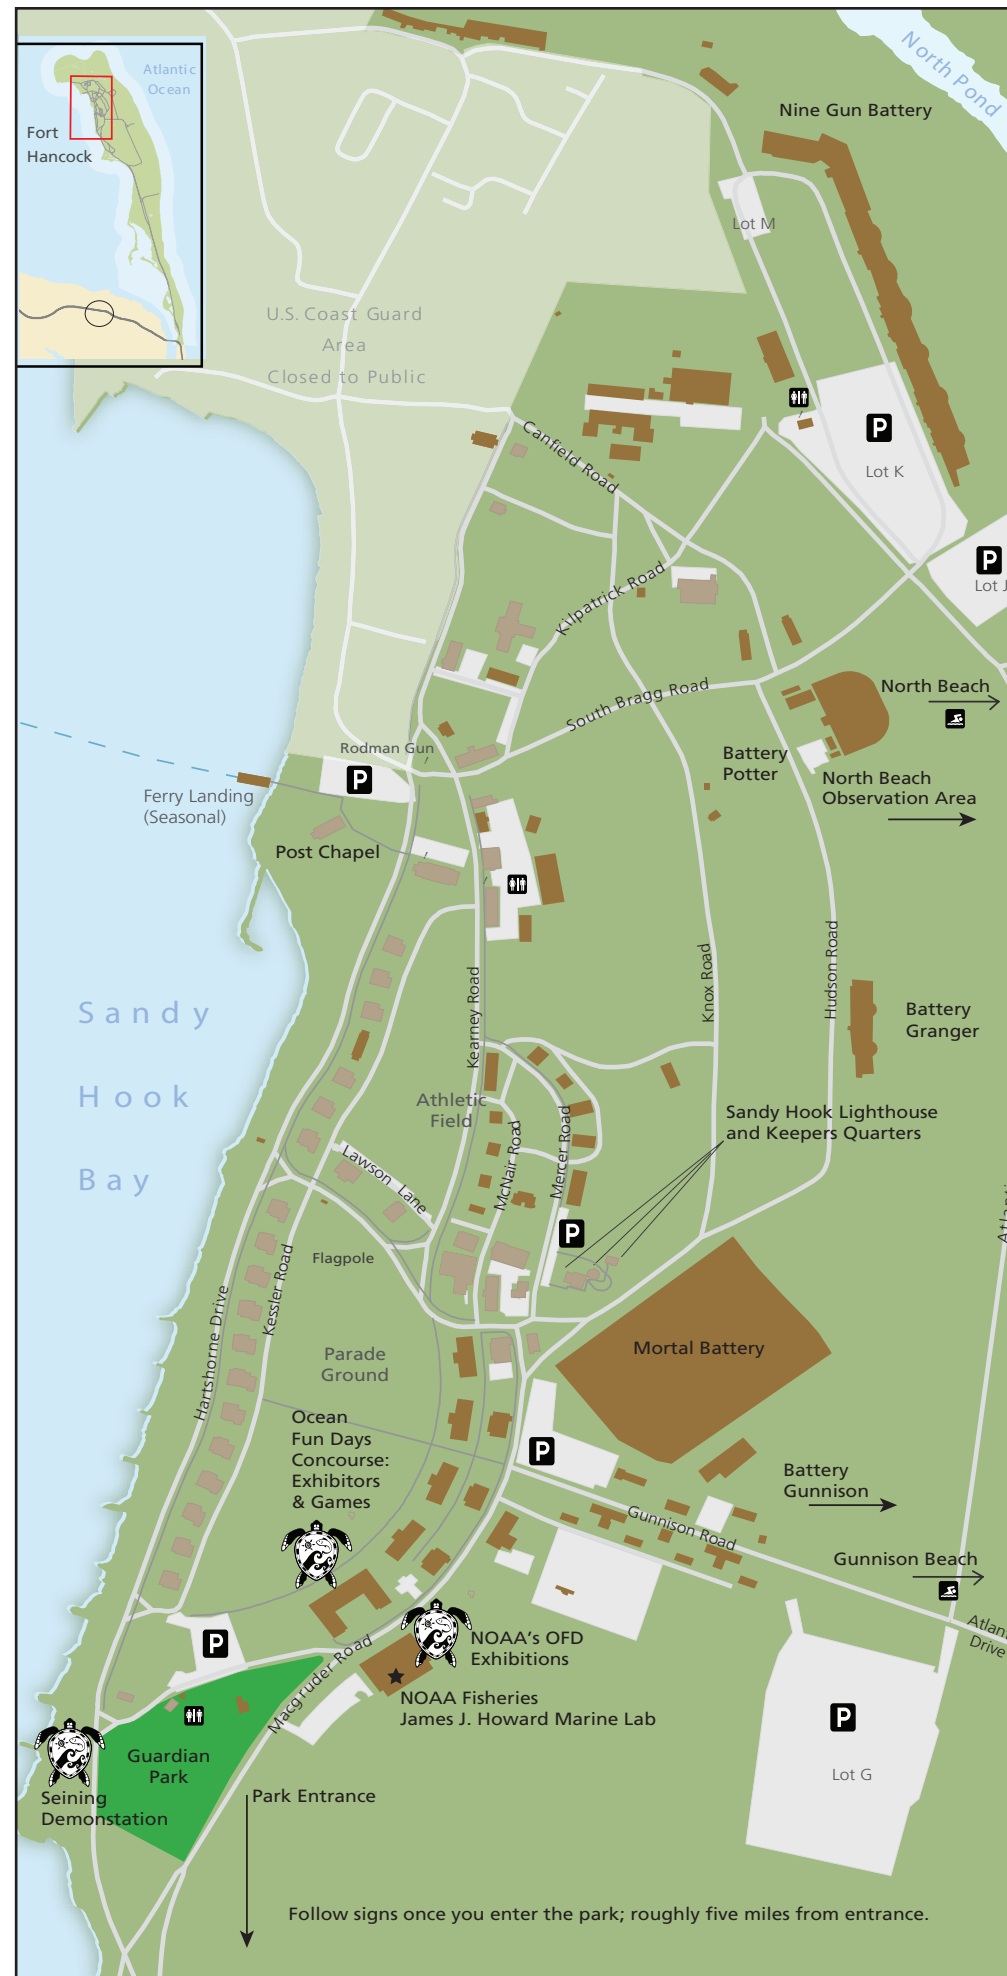 North Pond
Atlantic
Ocean
Fort
Hancock
Nine Gun Battery
Lot M
U.S. Coast Guard
Area
Closed to Public
Canfield Road
P
Lot K
P
Lot J
Kilpatrick Road
South Bragg Road
North Beach
Rodman Gun
P
Battery
Potter
North Beach
Observation Area
Ferry Landing
(Seasonal)
Post Chapel
Kearney Road
Knox Road
Hudson Road
Battery
Granger
Sandy
Hook
Bay
Athletic
Field
Sandy Hook Lighthouse
and Keepers Quarters
McNair Road
Mercer Road
Lawson Lane
P
Flagpole
Hartshorne Drive
Kessler Road
Mortal Battery
Parade
Ground
Ocean
Fun Days
Concourse:
Exhibitors
& Games
P
Battery
Gunnison
Gunnison Road
Gunnison Beach
Drive
P
NOAA's OFD
Exhibitions
Macgruder Road
NOAA Fisheries
James J. Howard Marine Lab
P
Lot G
Guardian
Park
Seining
Demonstation
Park Entrance
Follow signs once you enter the park; roughly five miles from entrance.